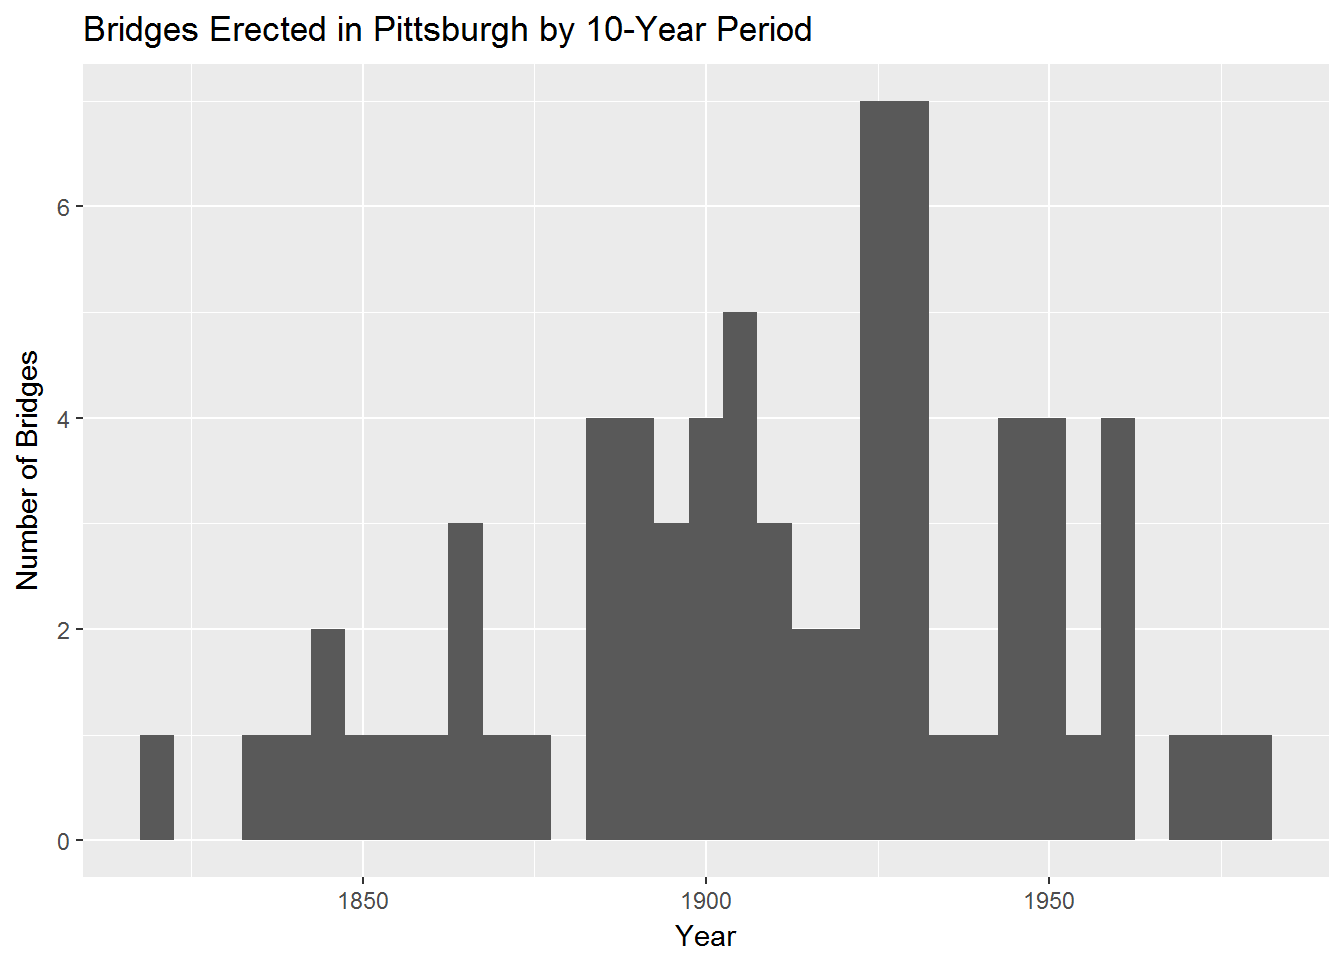 Bridges Erected in Pittsburgh by 10-Year Period
6
4
2
0
Number of Bridges
1850 1900 1950
Year